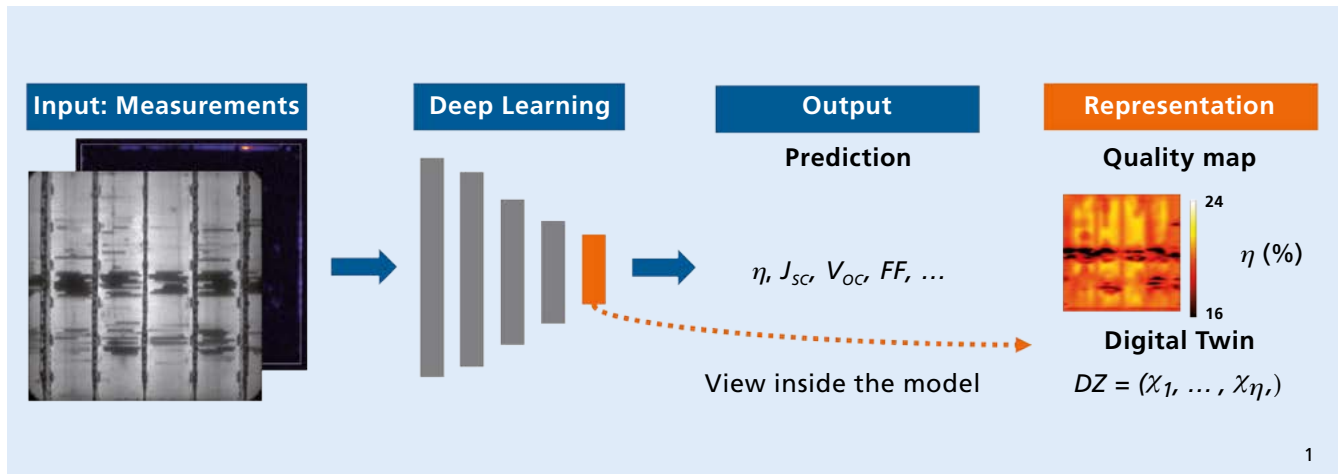 Input: Measurements
Deep Learning
Output
Prediction
η, J_SC, V_OC, FF, …
View inside the model
Representation
Quality map
24
η (%)
16
Digital Twin
DZ = (χ₁, … , χ_η,)
1